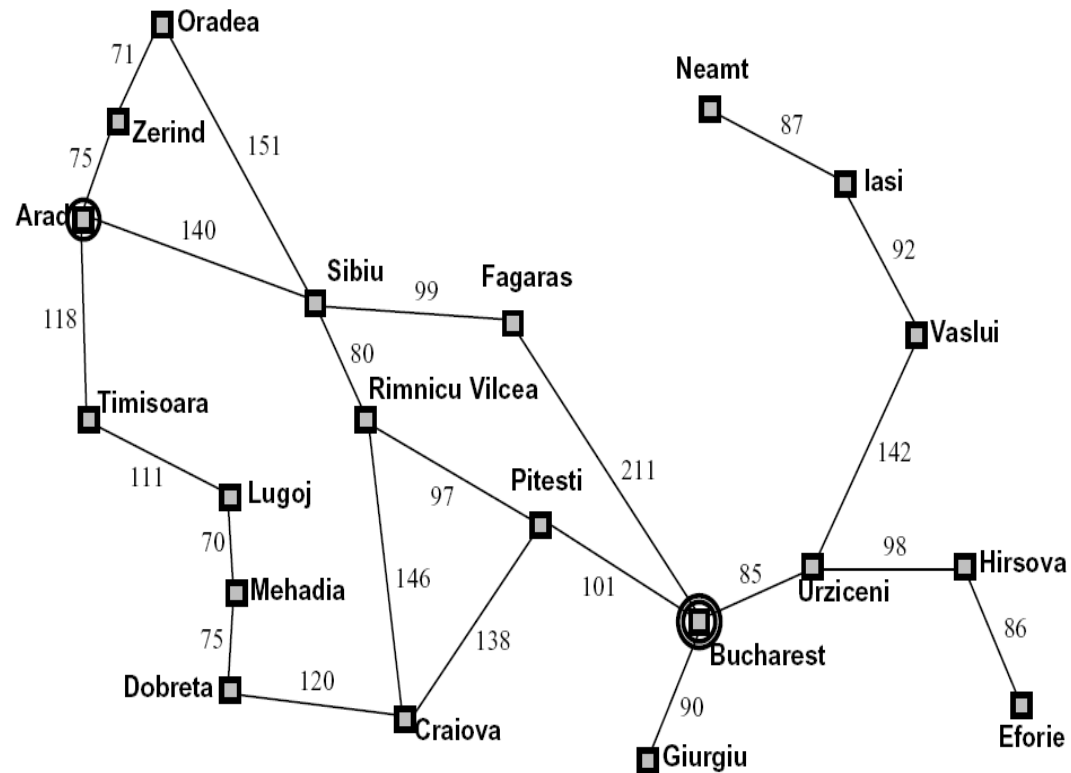 Oradea
71
Neamt
87
Zerind
151
75
Iasi
Arad
140
92
Sibiu
Fagaras
99
118
Vaslui
80
Rimnicu Vilcea
Timisoara
142
111
Pitesti
211
Lugoj
97
98
Hirsova
70
146
101
85
Urziceni
Mehadia
86
75
138
Bucharest
Dobreta
120
90
Craiova
Eforie
Giurgiu